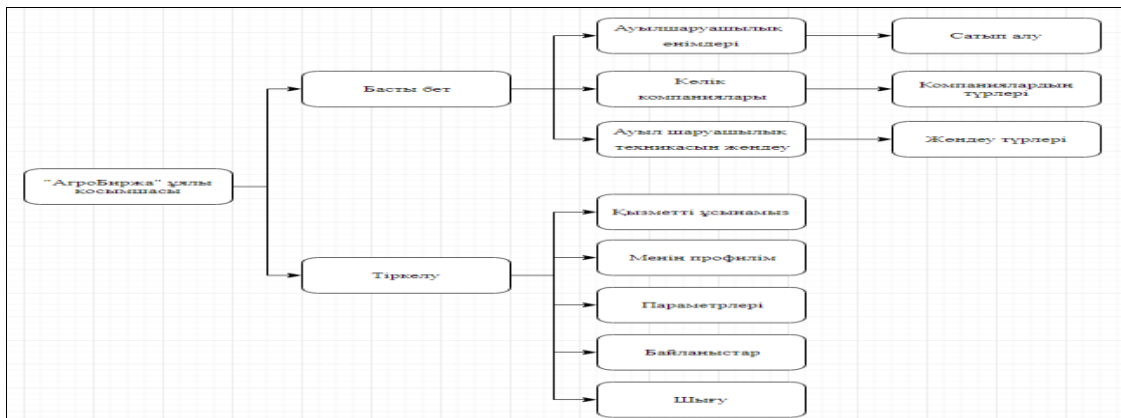 Ауылшаруашылық
өнімдері
Сатып алу
Басты бет
Көлік
компаниялары
Компаниялардың
түрлері
Ауыл шаруашылық
техникасын жөндеу
Жөндеу түрлері
"АгроБиржа" ұялы
қосымшасы
Қызметті ұсынамыз
Менің профилім
Тіркелу
Параметрлері
Байланыстар
Шығу